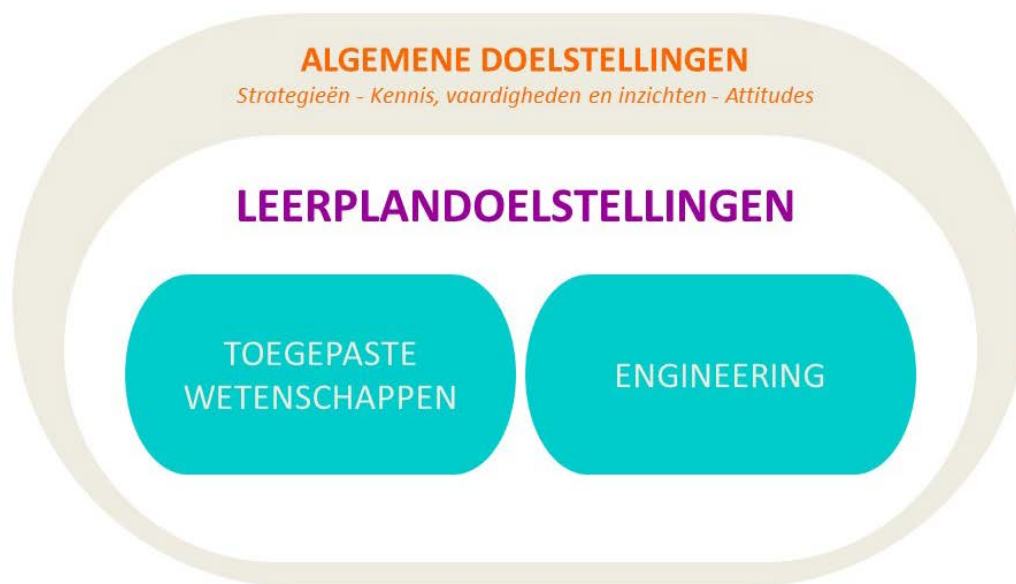 ALGEMENE DOELSTELLINGEN
Strategieën - Kennis, vaardigheden en inzichten - Attitudes
LEERPLANDOELSTELLINGEN
TOEGEPASTE
WETENSCHAPPEN
ENGINEERING